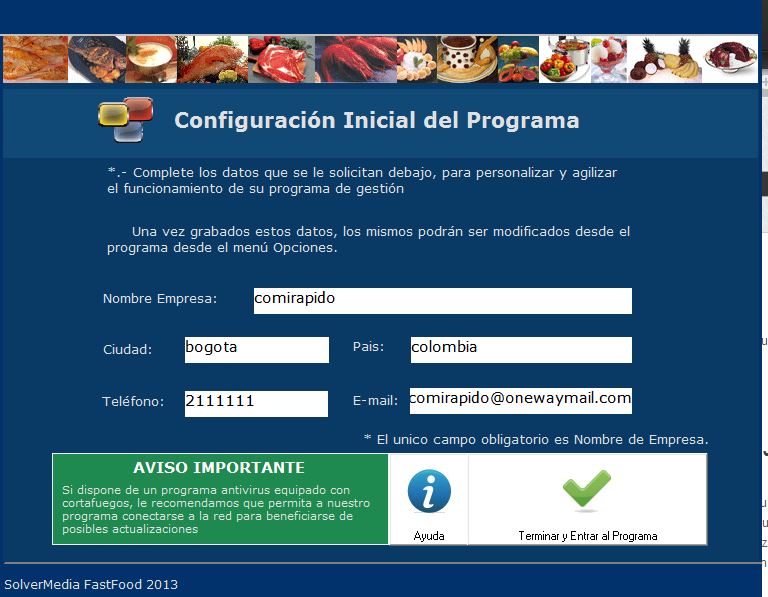 Configuración Inicial del Programa
*.- Complete los datos que se le solicitan debajo, para personalizar y agilizar
el funcionamiento de su programa de gestión
Una vez grabados estos datos, los mismos podrán ser modificados desde el
programa desde el menú Opciones.
Nombre Empresa: comirapido
Ciudad: bogota Pais: colombia
Teléfono: 2111111 E-mail: comirapido@onewaymail.com
* El unico campo obligatorio es Nombre de Empresa.
AVISO IMPORTANTE
Si dispone de un programa antivirus equipado con
cortafuegos, le recomendamos que permita a nuestro
programa conectarse a la red para beneficiarse de
posibles actualizaciones
Ayuda
Terminar y Entrar al Programa
SolverMedia FastFood 2013